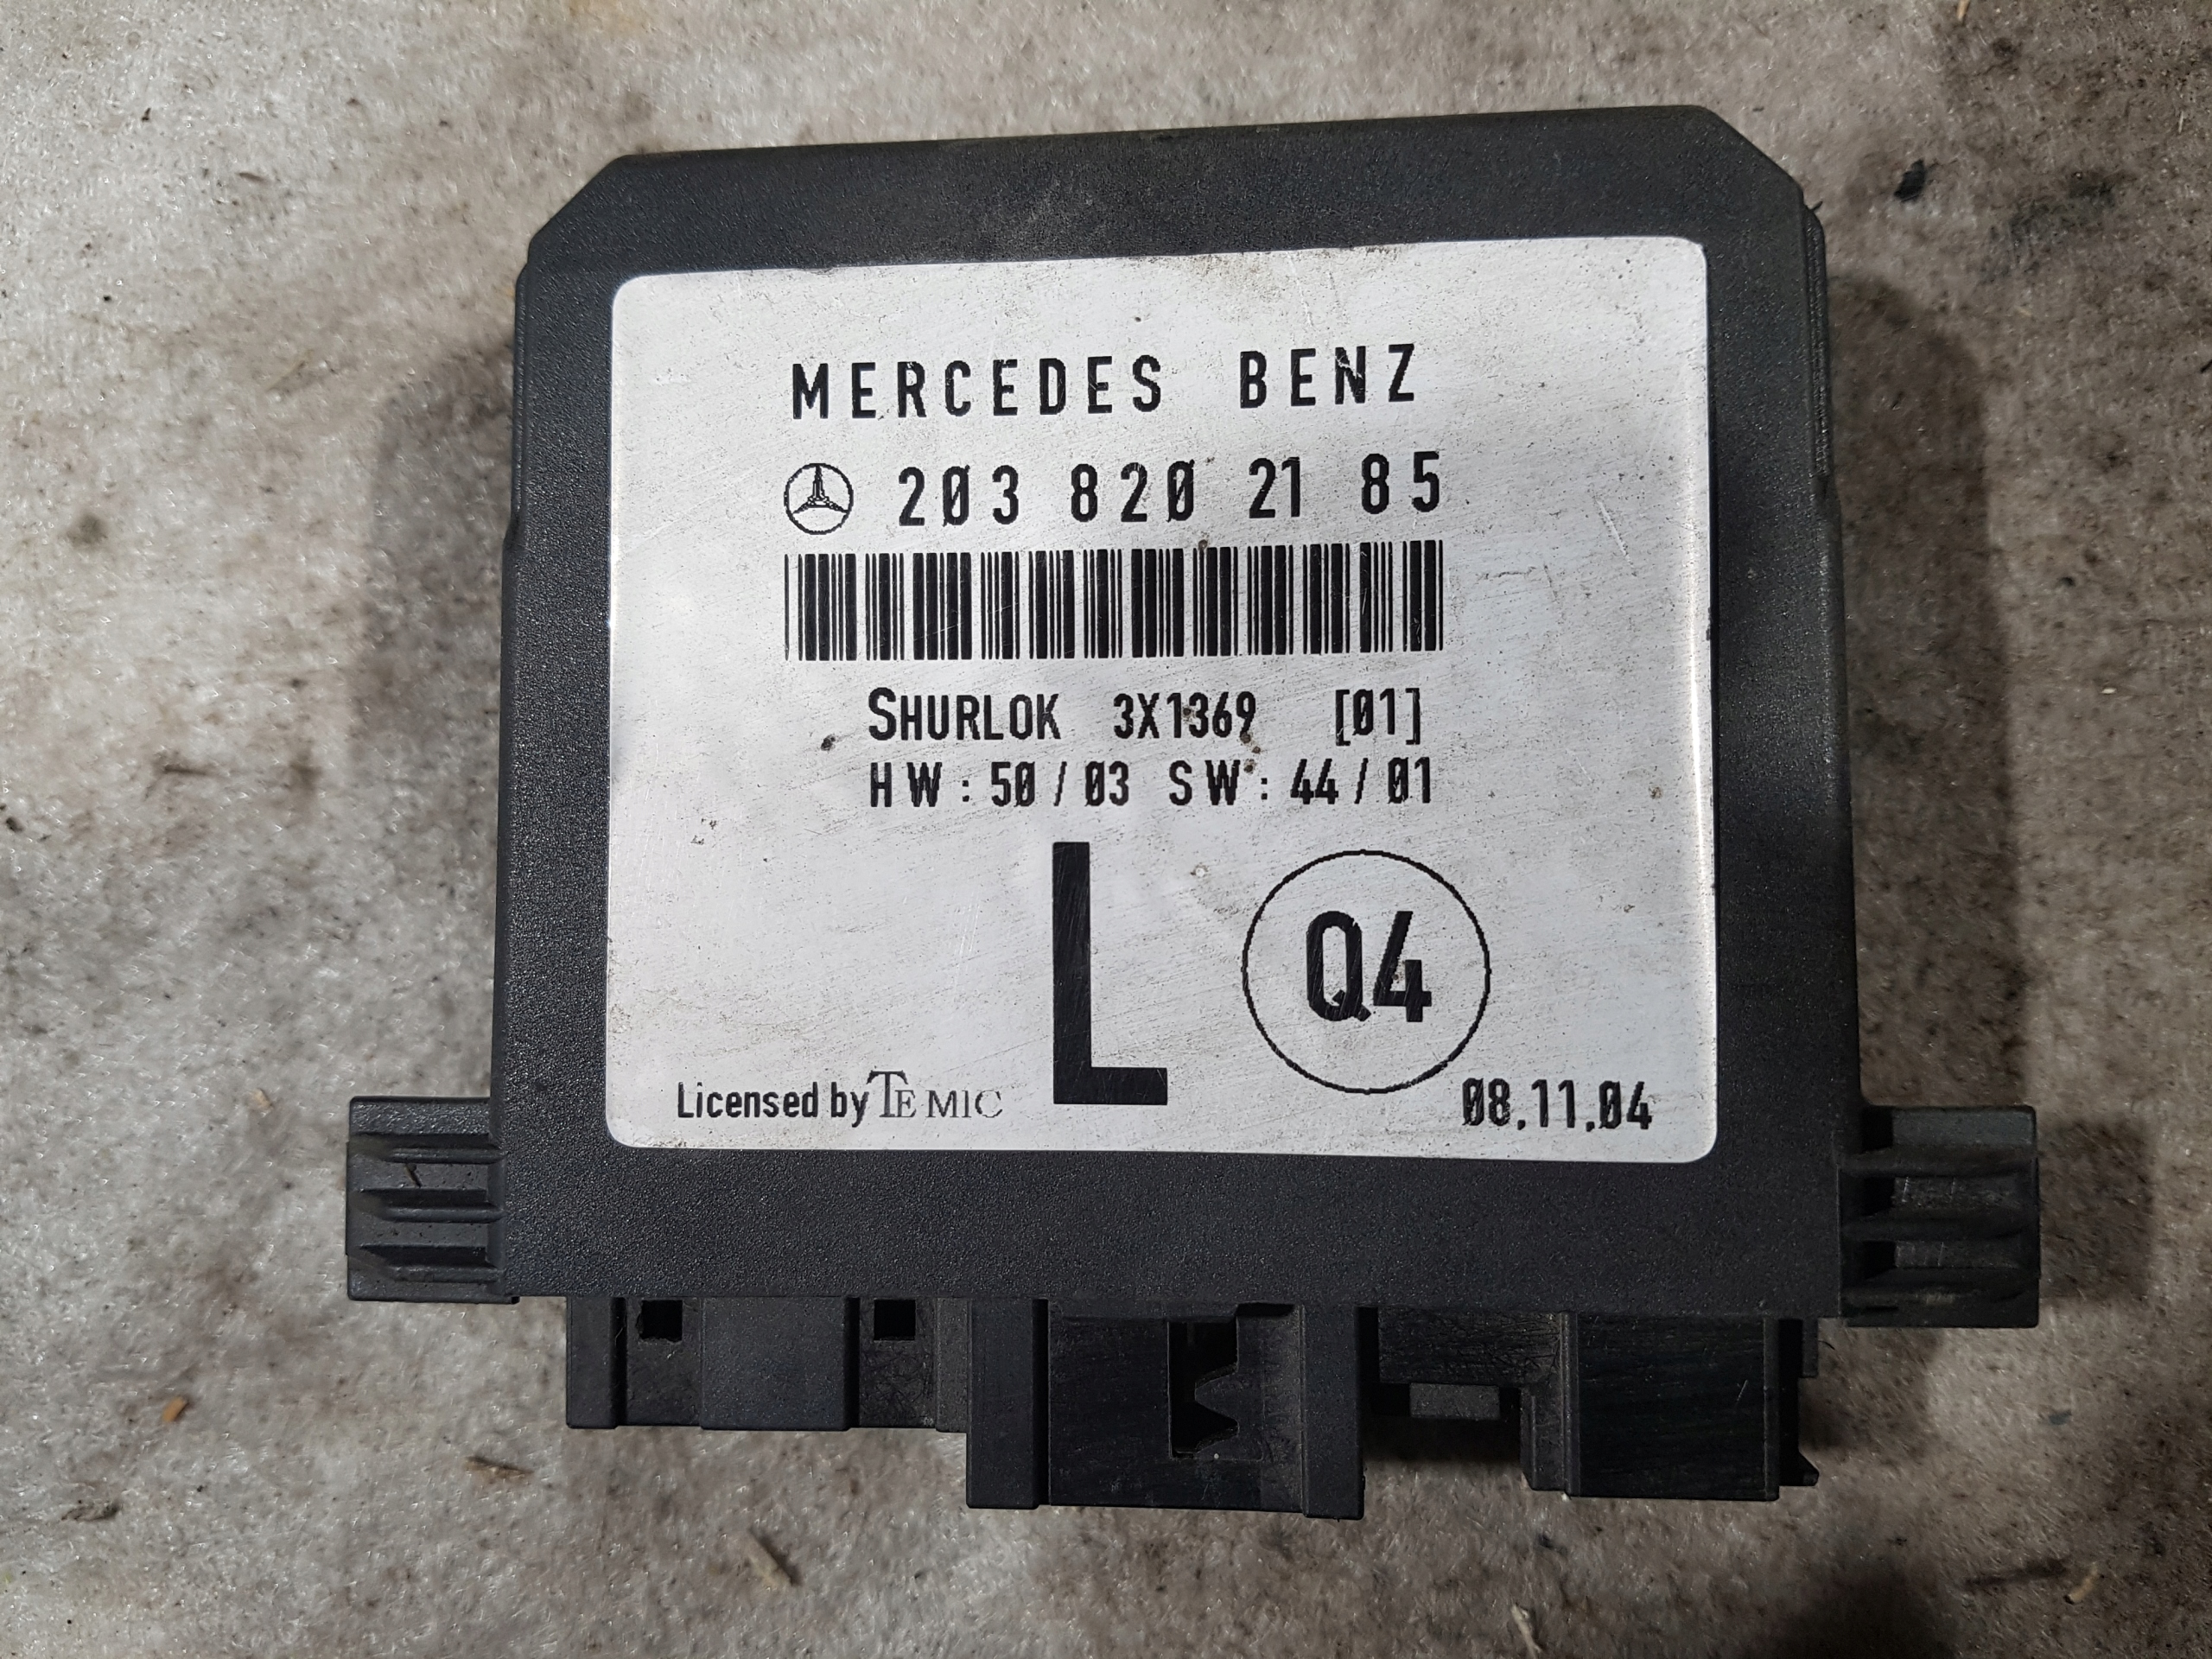 MERCEDES BENZ
203 820 21 85
SHURLOK 3X1369 [01]
HW: 50/03 SW: 44/01
L
Q4
Licensed by TEMIC
08.11.04